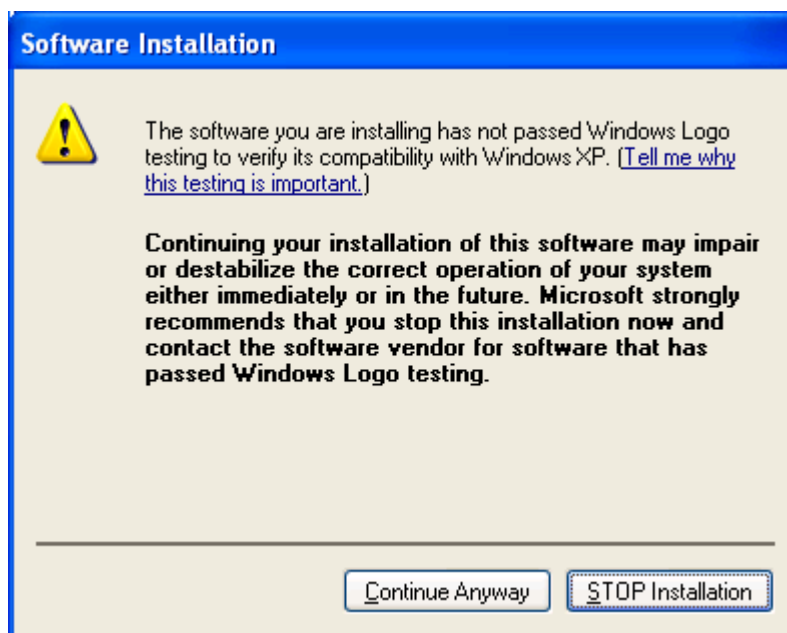 Software Installation
The software you are installing has not passed Windows Logo
testing to verify its compatibility with Windows XP. (Tell me why
this testing is important.)
Continuing your installation of this software may impair
or destabilize the correct operation of your system
either immediately or in the future. Microsoft strongly
recommends that you stop this installation now and
contact the software vendor for software that has
passed Windows Logo testing.
Continue Anyway
STOP Installation